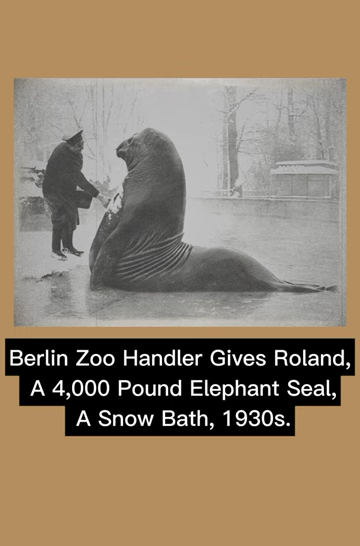 Berlin Zoo Handler Gives Roland,
A 4,000 Pound Elephant Seal,
A Snow Bath, 1930s.